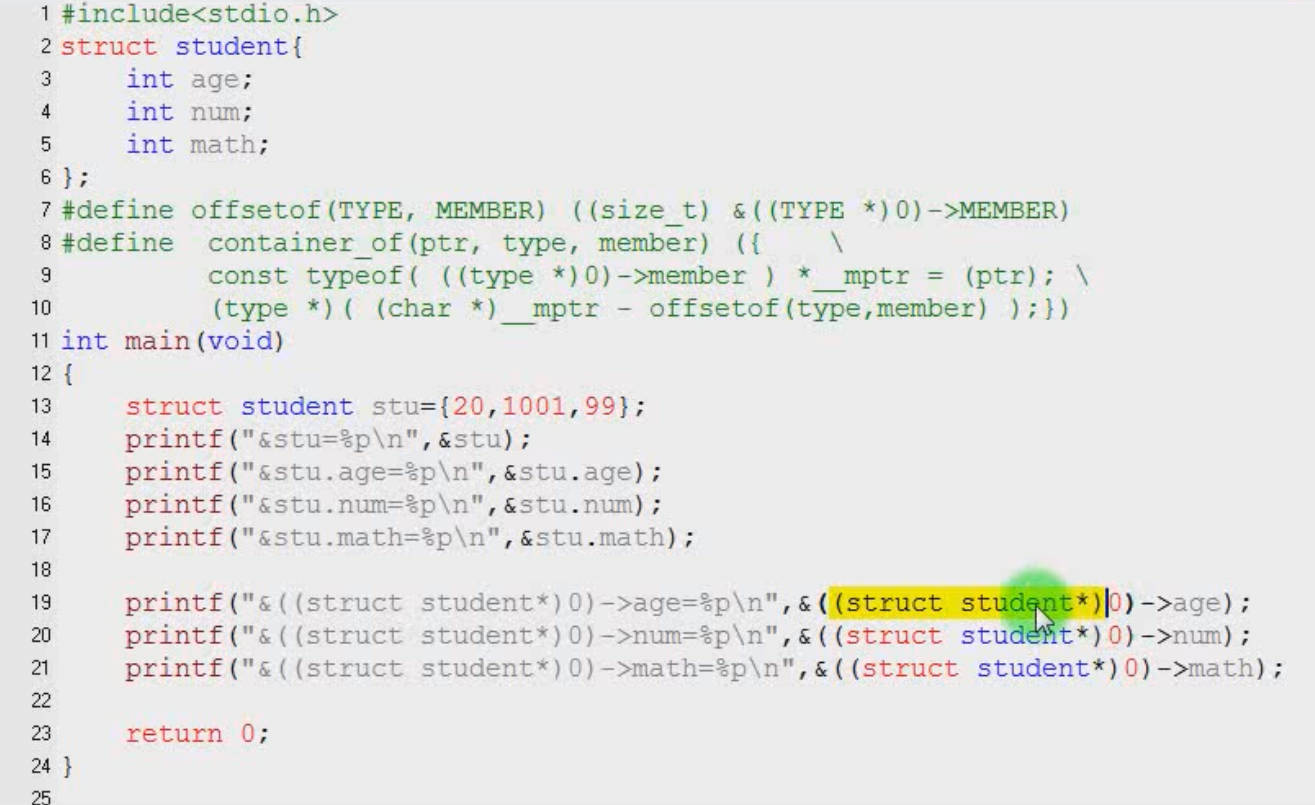 1 #include<stdio.h>
2 struct student{
3 int age;
4 int num;
5 int math;
6 };
7 #define offsetof(TYPE, MEMBER) ((size_t) &((TYPE *)0)->MEMBER)
8 #define container_of(ptr, type, member) ({ \
9 const typeof( ((type *)0)->member ) *__mptr = (ptr); \
10 (type *)( (char *)__mptr - offsetof(type,member) );})
11 int main(void)
12 {
13 struct student stu={20,1001,99};
14 printf("&stu=%p\n",&stu);
15 printf("&stu.age=%p\n",&stu.age);
16 printf("&stu.num=%p\n",&stu.num);
17 printf("&stu.math=%p\n",&stu.math);
18
19 printf("&((struct student*)0)->age=%p\n",&((struct student*)0)->age);
20 printf("&((struct student*)0)->num=%p\n",&((struct student*)0)->num);
21 printf("&((struct student*)0)->math=%p\n",&((struct student*)0)->math);
22
23 return 0;
24 }
25